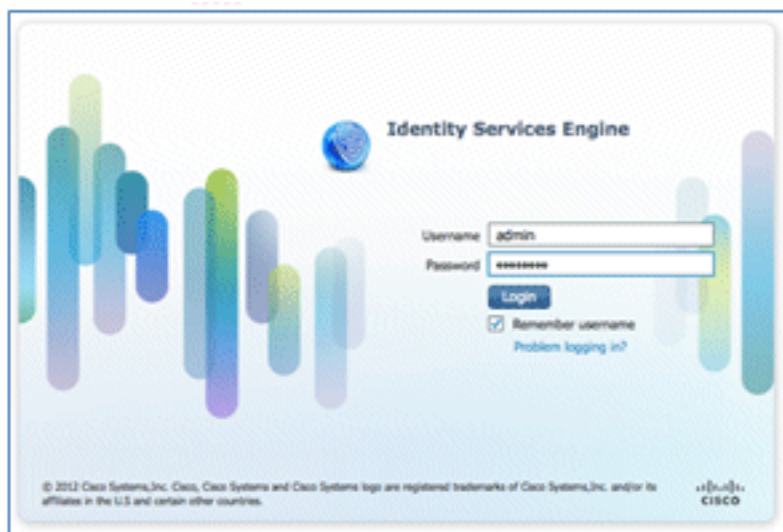 Identity Services Engine
Username admin
Password ********
Login
Remember username
Problem logging in?
© 2012 Cisco Systems,Inc. Cisco, Cisco Systems and Cisco Systems logo are registered trademarks of Cisco Systems,Inc. and/or its
affiliates in the U.S and certain other countries.
CISCO